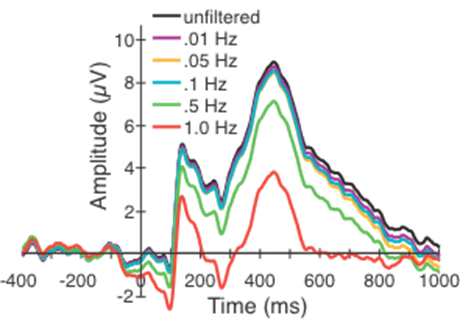 unfiltered
.01 Hz
.05 Hz
.1 Hz
.5 Hz
1.0 Hz
Amplitude (μV)
10
8
6
4
2
-2
-400 -200 200 400 600 800 1000
Time (ms)